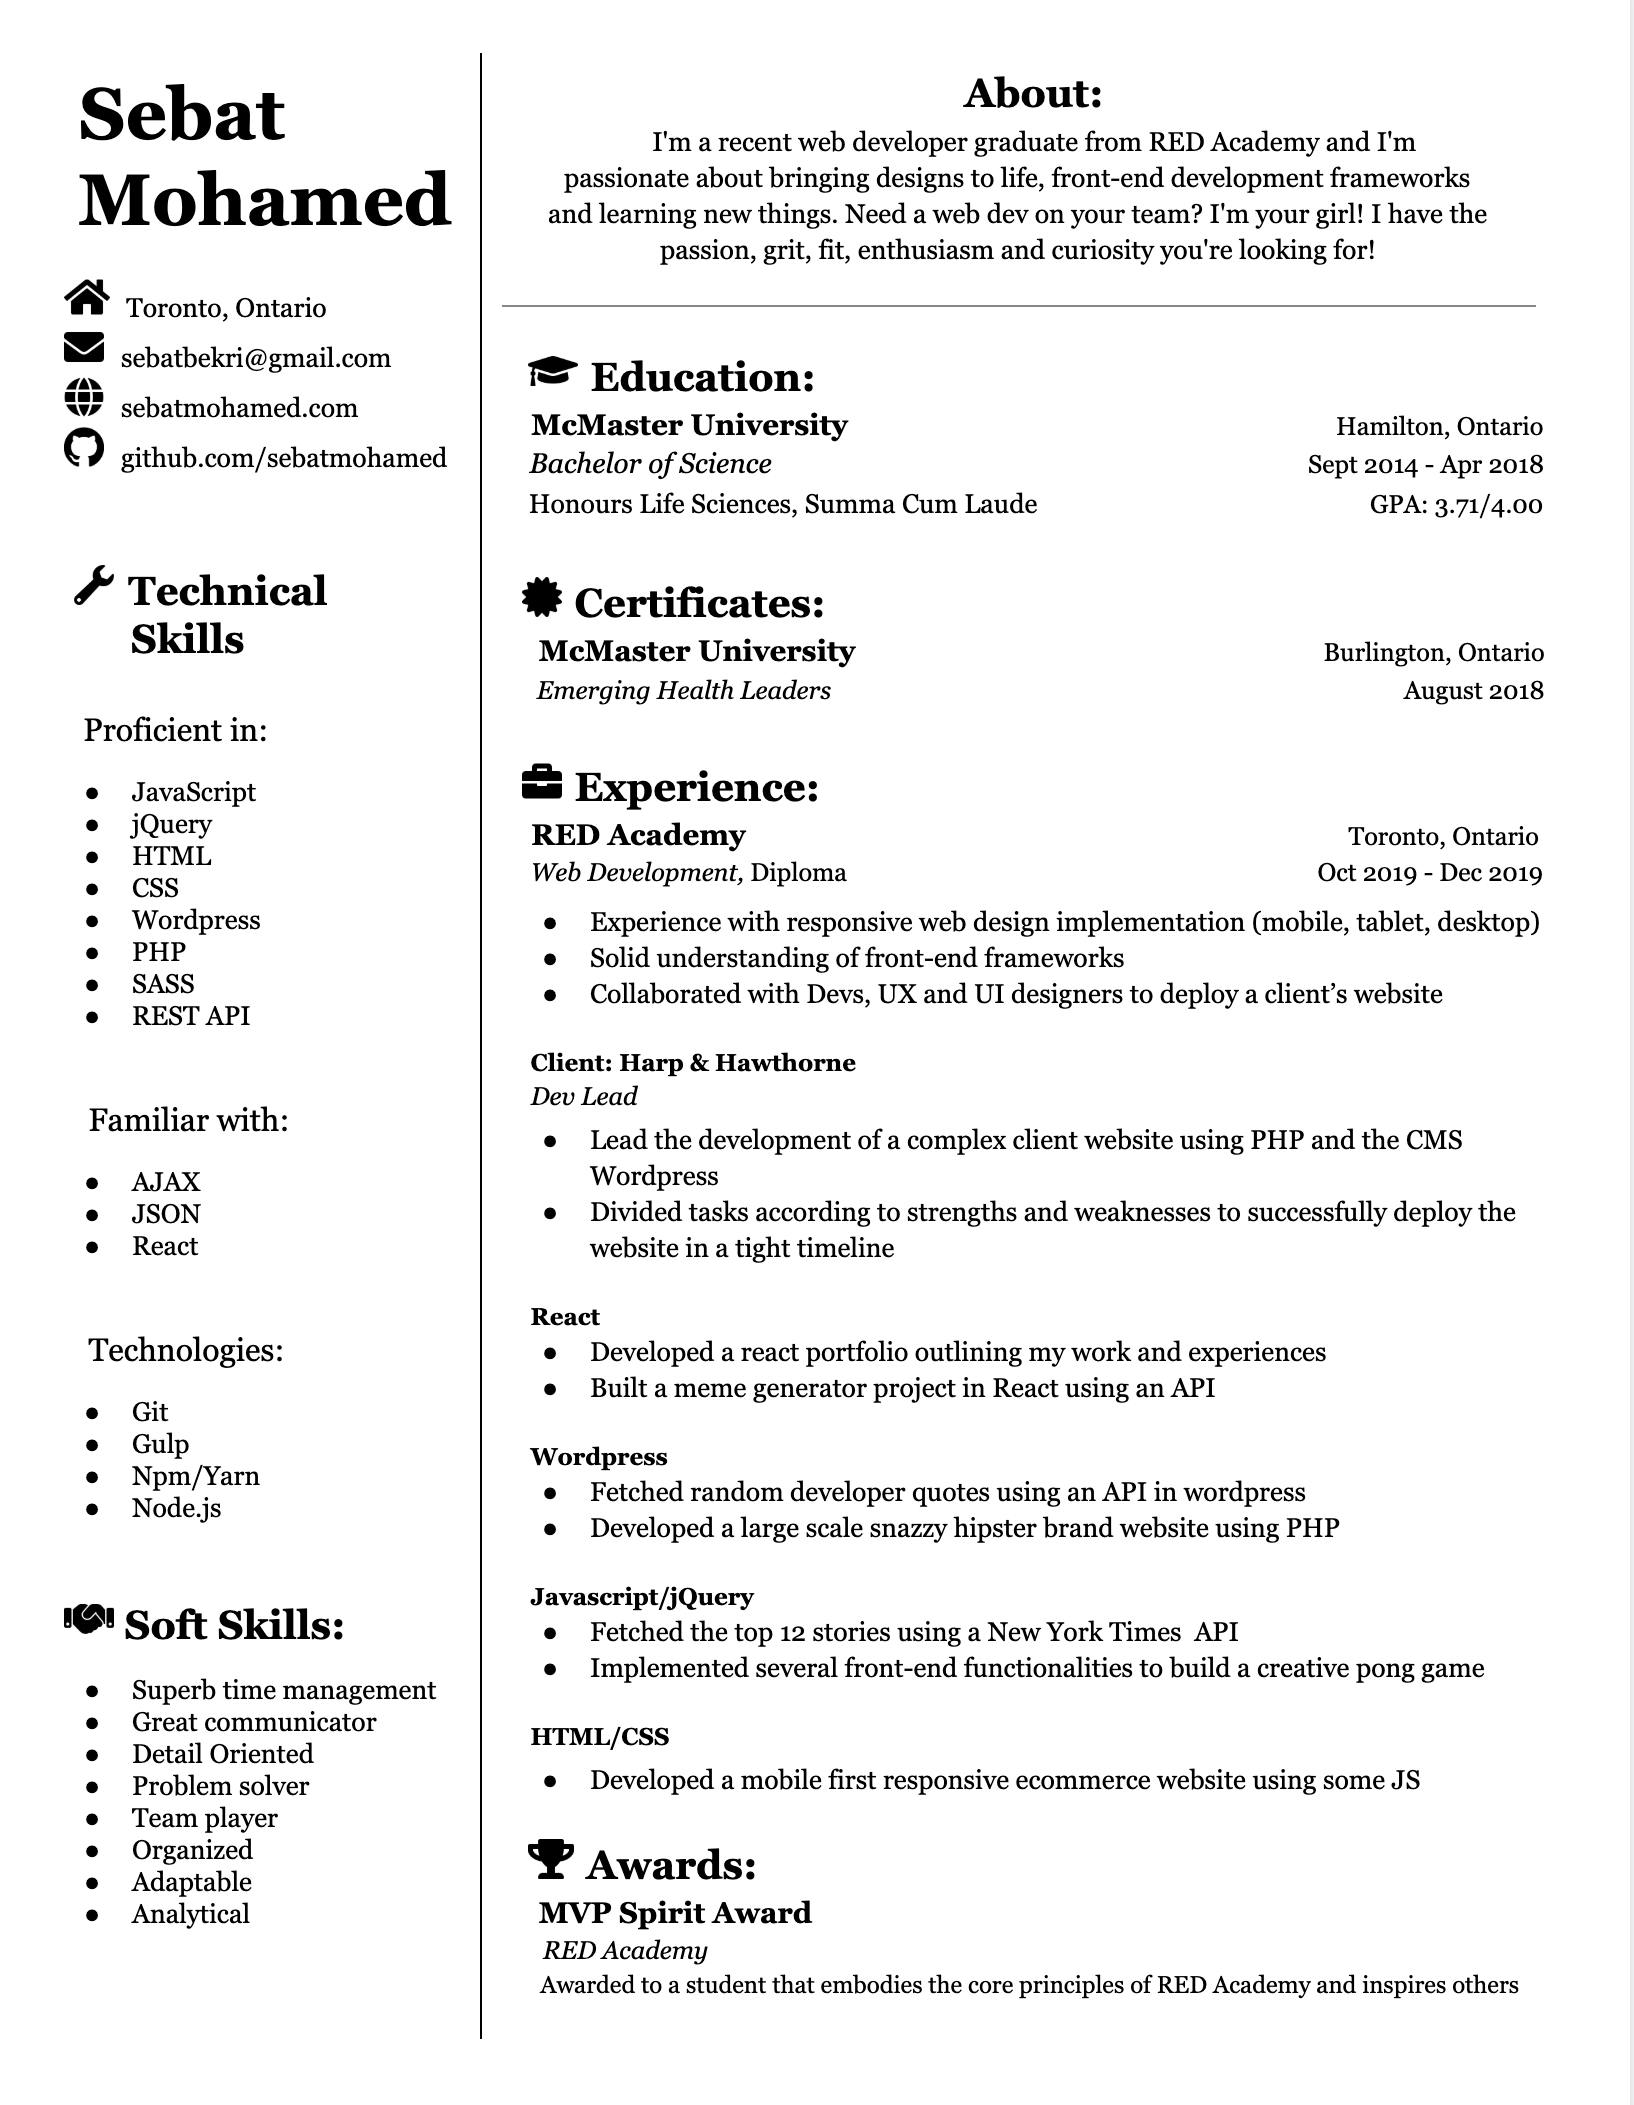 Sebat
Mohamed
Toronto, Ontario
sebatbekri@gmail.com
sebatmohamed.com
github.com/sebatmohamed
Technical
Skills
Proficient in:
● JavaScript
● jQuery
● HTML
● CSS
● Wordpress
● PHP
● SASS
● REST API
Familiar with:
● AJAX
● JSON
● React
Technologies:
● Git
● Gulp
● Npm/Yarn
● Node.js
Soft Skills:
● Superb time management
● Great communicator
● Detail Oriented
● Problem solver
● Team player
● Organized
● Adaptable
● Analytical
About:
I'm a recent web developer graduate from RED Academy and I'm
passionate about bringing designs to life, front-end development frameworks
and learning new things. Need a web dev on your team? I'm your girl! I have the
passion, grit, fit, enthusiasm and curiosity you're looking for!
Education:
McMaster University Hamilton, Ontario
Bachelor of Science Sept 2014 - Apr 2018
Honours Life Sciences, Summa Cum Laude GPA: 3.71/4.00
Certificates:
McMaster University Burlington, Ontario
Emerging Health Leaders August 2018
Experience:
RED Academy Toronto, Ontario
Web Development, Diploma Oct 2019 - Dec 2019
● Experience with responsive web design implementation (mobile, tablet, desktop)
● Solid understanding of front-end frameworks
● Collaborated with Devs, UX and UI designers to deploy a client’s website
Client: Harp & Hawthorne
Dev Lead
● Lead the development of a complex client website using PHP and the CMS
Wordpress
● Divided tasks according to strengths and weaknesses to successfully deploy the
website in a tight timeline
React
● Developed a react portfolio outlining my work and experiences
● Built a meme generator project in React using an API
Wordpress
● Fetched random developer quotes using an API in wordpress
● Developed a large scale snazzy hipster brand website using PHP
Javascript/jQuery
● Fetched the top 12 stories using a New York Times  API
● Implemented several front-end functionalities to build a creative pong game
HTML/CSS
● Developed a mobile first responsive ecommerce website using some JS
Awards:
MVP Spirit Award
RED Academy
Awarded to a student that embodies the core principles of RED Academy and inspires others